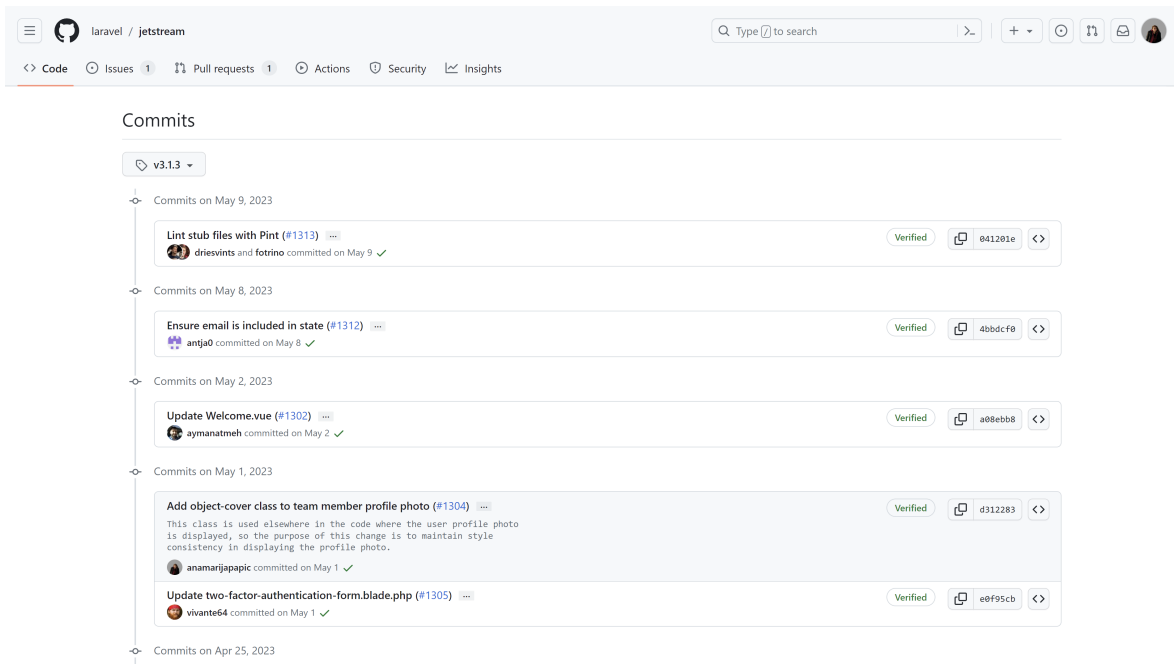 laravel / jetstream
Type / to search
Code
Issues 1
Pull requests 1
Actions
Security
Insights
Commits
v3.1.3
Commits on May 9, 2023
Lint stub files with Pint (#1313) ...
Verified
041201e
driesvints and fotrino committed on May 9
Commits on May 8, 2023
Ensure email is included in state (#1312) ...
Verified
4bbdcf0
antja0 committed on May 8
Commits on May 2, 2023
Update Welcome.vue (#1302) ...
Verified
a08ebb8
aymanatmeh committed on May 2
Commits on May 1, 2023
Add object-cover class to team member profile photo (#1304) ...
Verified
d312283
This class is used elsewhere in the code where the user profile photo
is displayed, so the purpose of this change is to maintain style
consistency in displaying the profile photo.
anamarijapapic committed on May 1
Update two-factor-authentication-form.blade.php (#1305) ...
Verified
e0f95cb
vivante64 committed on May 1
Commits on Apr 25, 2023